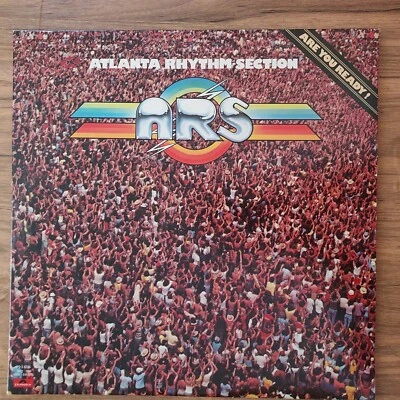 ATLANTA RHYTHM SECTION
ARE YOU READY!
ARS